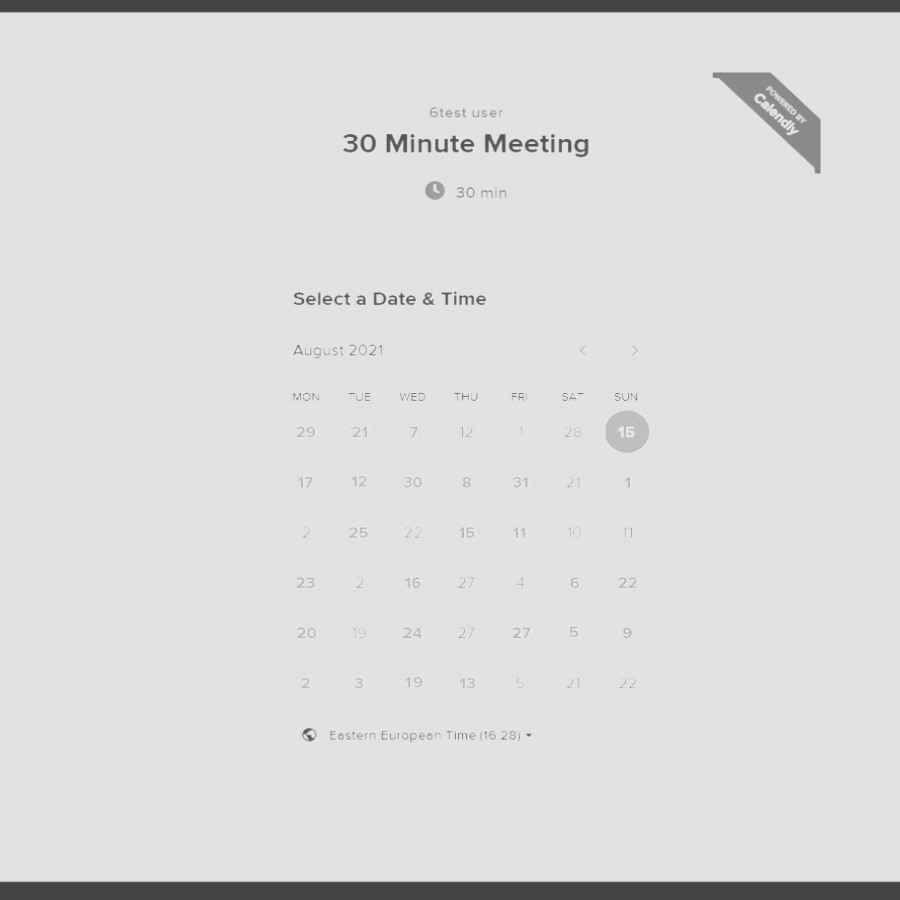 POWERED BY
Calendly
6test user
30 Minute Meeting
30 min
Select a Date & Time
August 2021
MON TUE WED THU FRI SAT SUN
29 21 7 12 1 28 15
17 12 30 8 31 21 1
2 25 22 15 11 10 11
23 2 16 27 4 6 22
20 19 24 27 27 5 9
2 3 19 13 5 21 22
Eastern European Time (16:28)